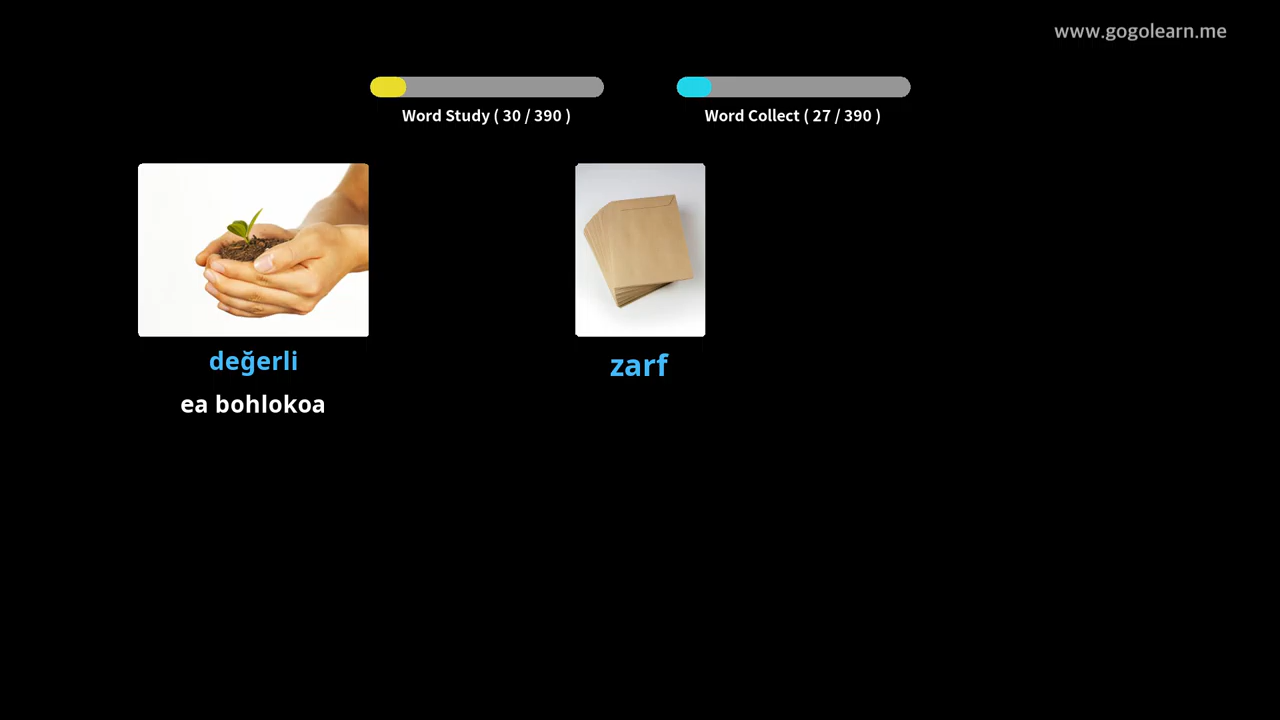 www.gogolearn.me
Word Study ( 30 / 390 )
Word Collect ( 27 / 390 )
değerli
ea bohlokoa
zarf